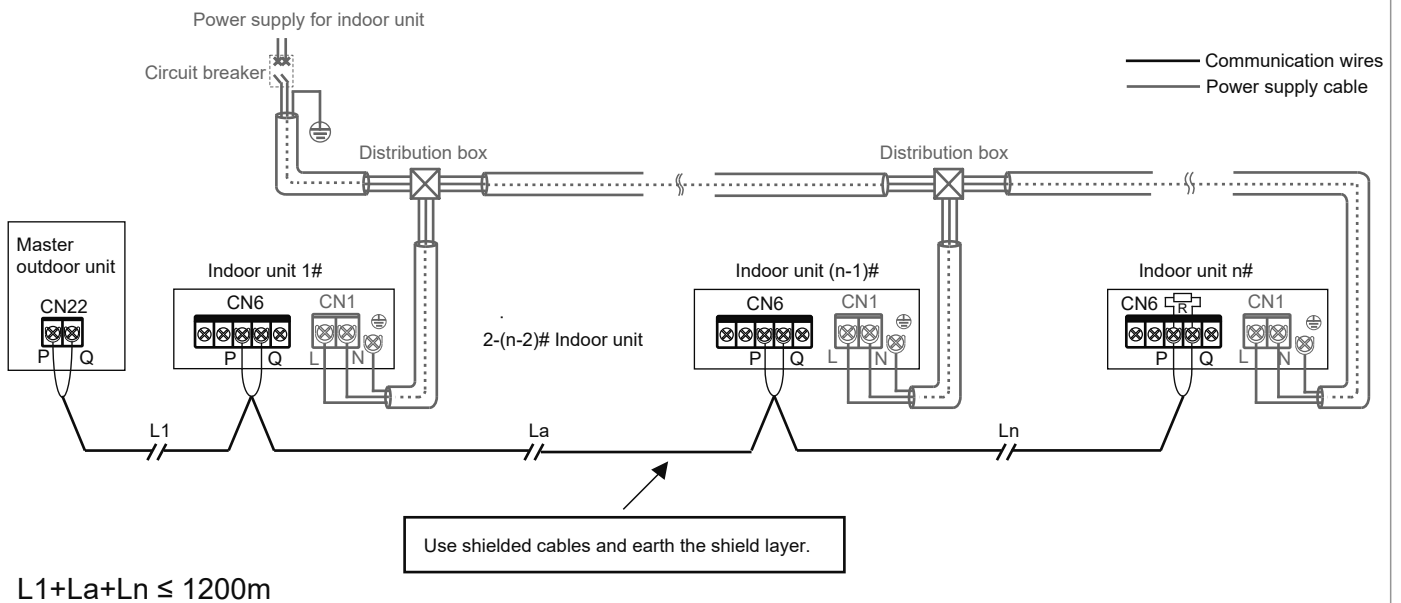 Power supply for indoor unit
Circuit breaker
Communication wires
Power supply cable
Distribution box
Distribution box
Master
outdoor unit
CN22
P Q
Indoor unit 1#
CN6
CN1
P Q
L N
2-(n-2)# Indoor unit
Indoor unit (n-1)#
CN6
CN1
P Q
L N
Indoor unit n#
CN6
R
CN1
P Q
L N
L1
La
Ln
Use shielded cables and earth the shield layer.
L1+La+Ln ≤ 1200m